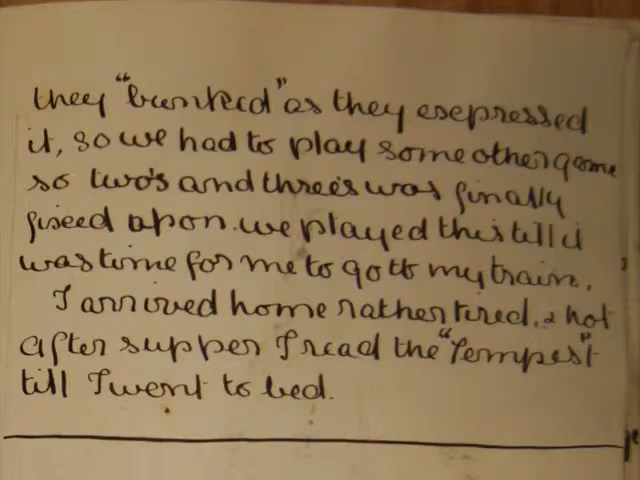 they "bunked" as they expressed
it, so we had to play some other game
so two's and three's was finally
fixed apon. we played this till it
was time for me to go to my train.
I arrived home rather tired, & hot
after supper I read the "Tempest"
till I went to bed.